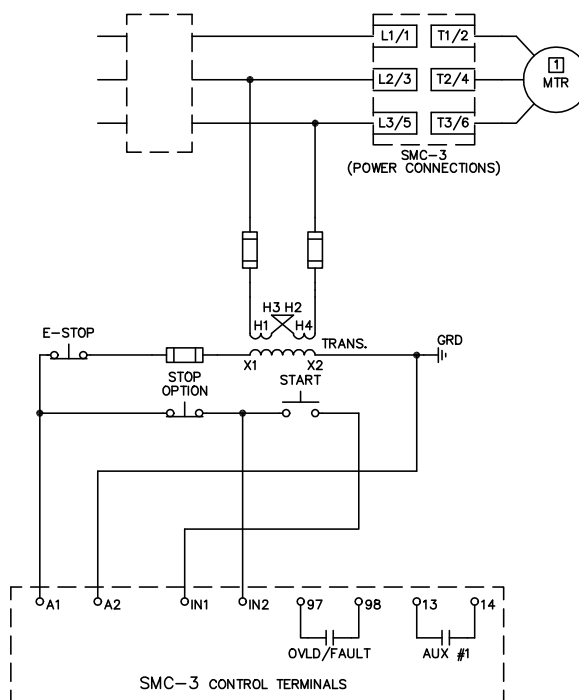 L1/1 T1/2
1
L2/3 T2/4 MTR
L3/5 T3/6
SMC-3
(POWER CONNECTIONS)
H3 H2
H1 H4
E-STOP
TRANS.
GRD
X1 X2
STOP
OPTION
START
A1 A2 IN1 IN2 97 98 13 14
OVLD/FAULT AUX #1
SMC-3 CONTROL TERMINALS